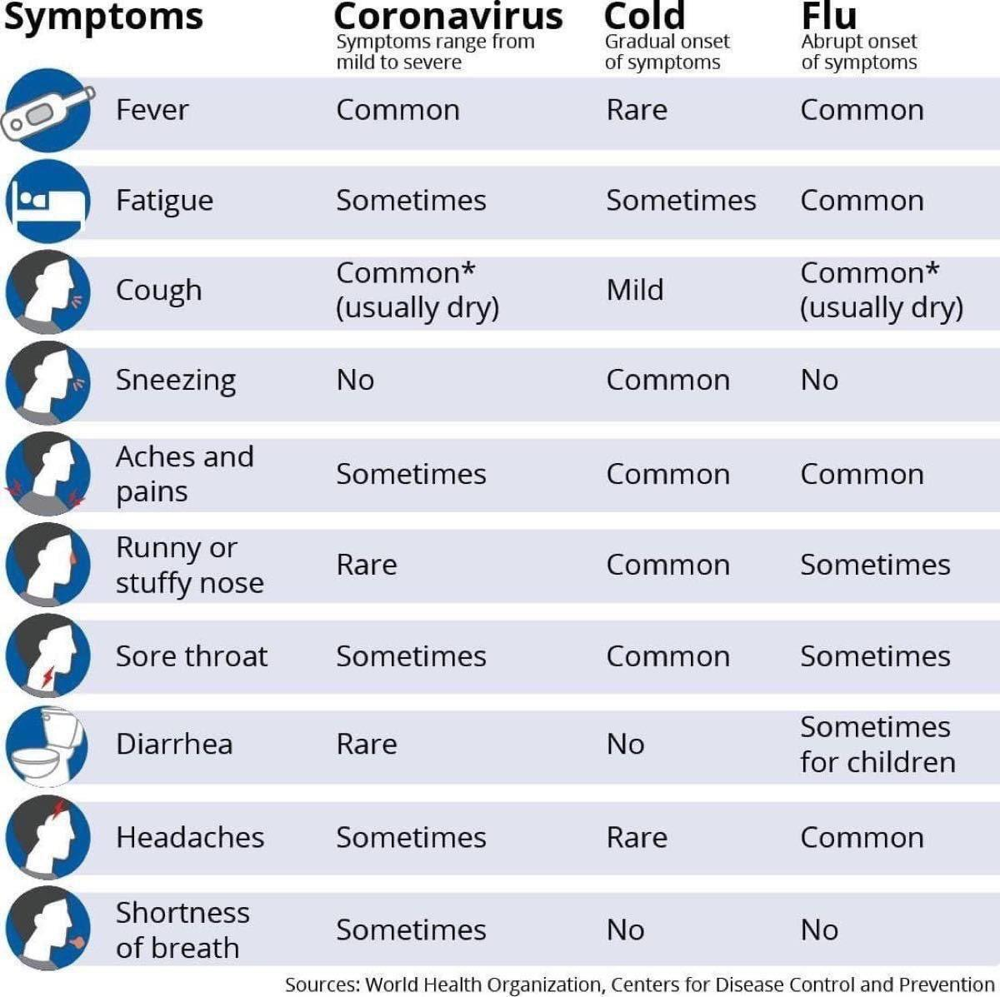 Symptoms Coronavirus Cold Flu
Symptoms range from Gradual onset Abrupt onset
mild to severe of symptoms of symptoms
Fever Common Rare Common
Fatigue Sometimes Sometimes Common
Cough Common* (usually dry) Mild Common* (usually dry)
Sneezing No Common No
Aches and pains Sometimes Common Common
Runny or stuffy nose Rare Common Sometimes
Sore throat Sometimes Common Sometimes
Diarrhea Rare No Sometimes for children
Headaches Sometimes Rare Common
Shortness of breath Sometimes No No
Sources: World Health Organization, Centers for Disease Control and Prevention